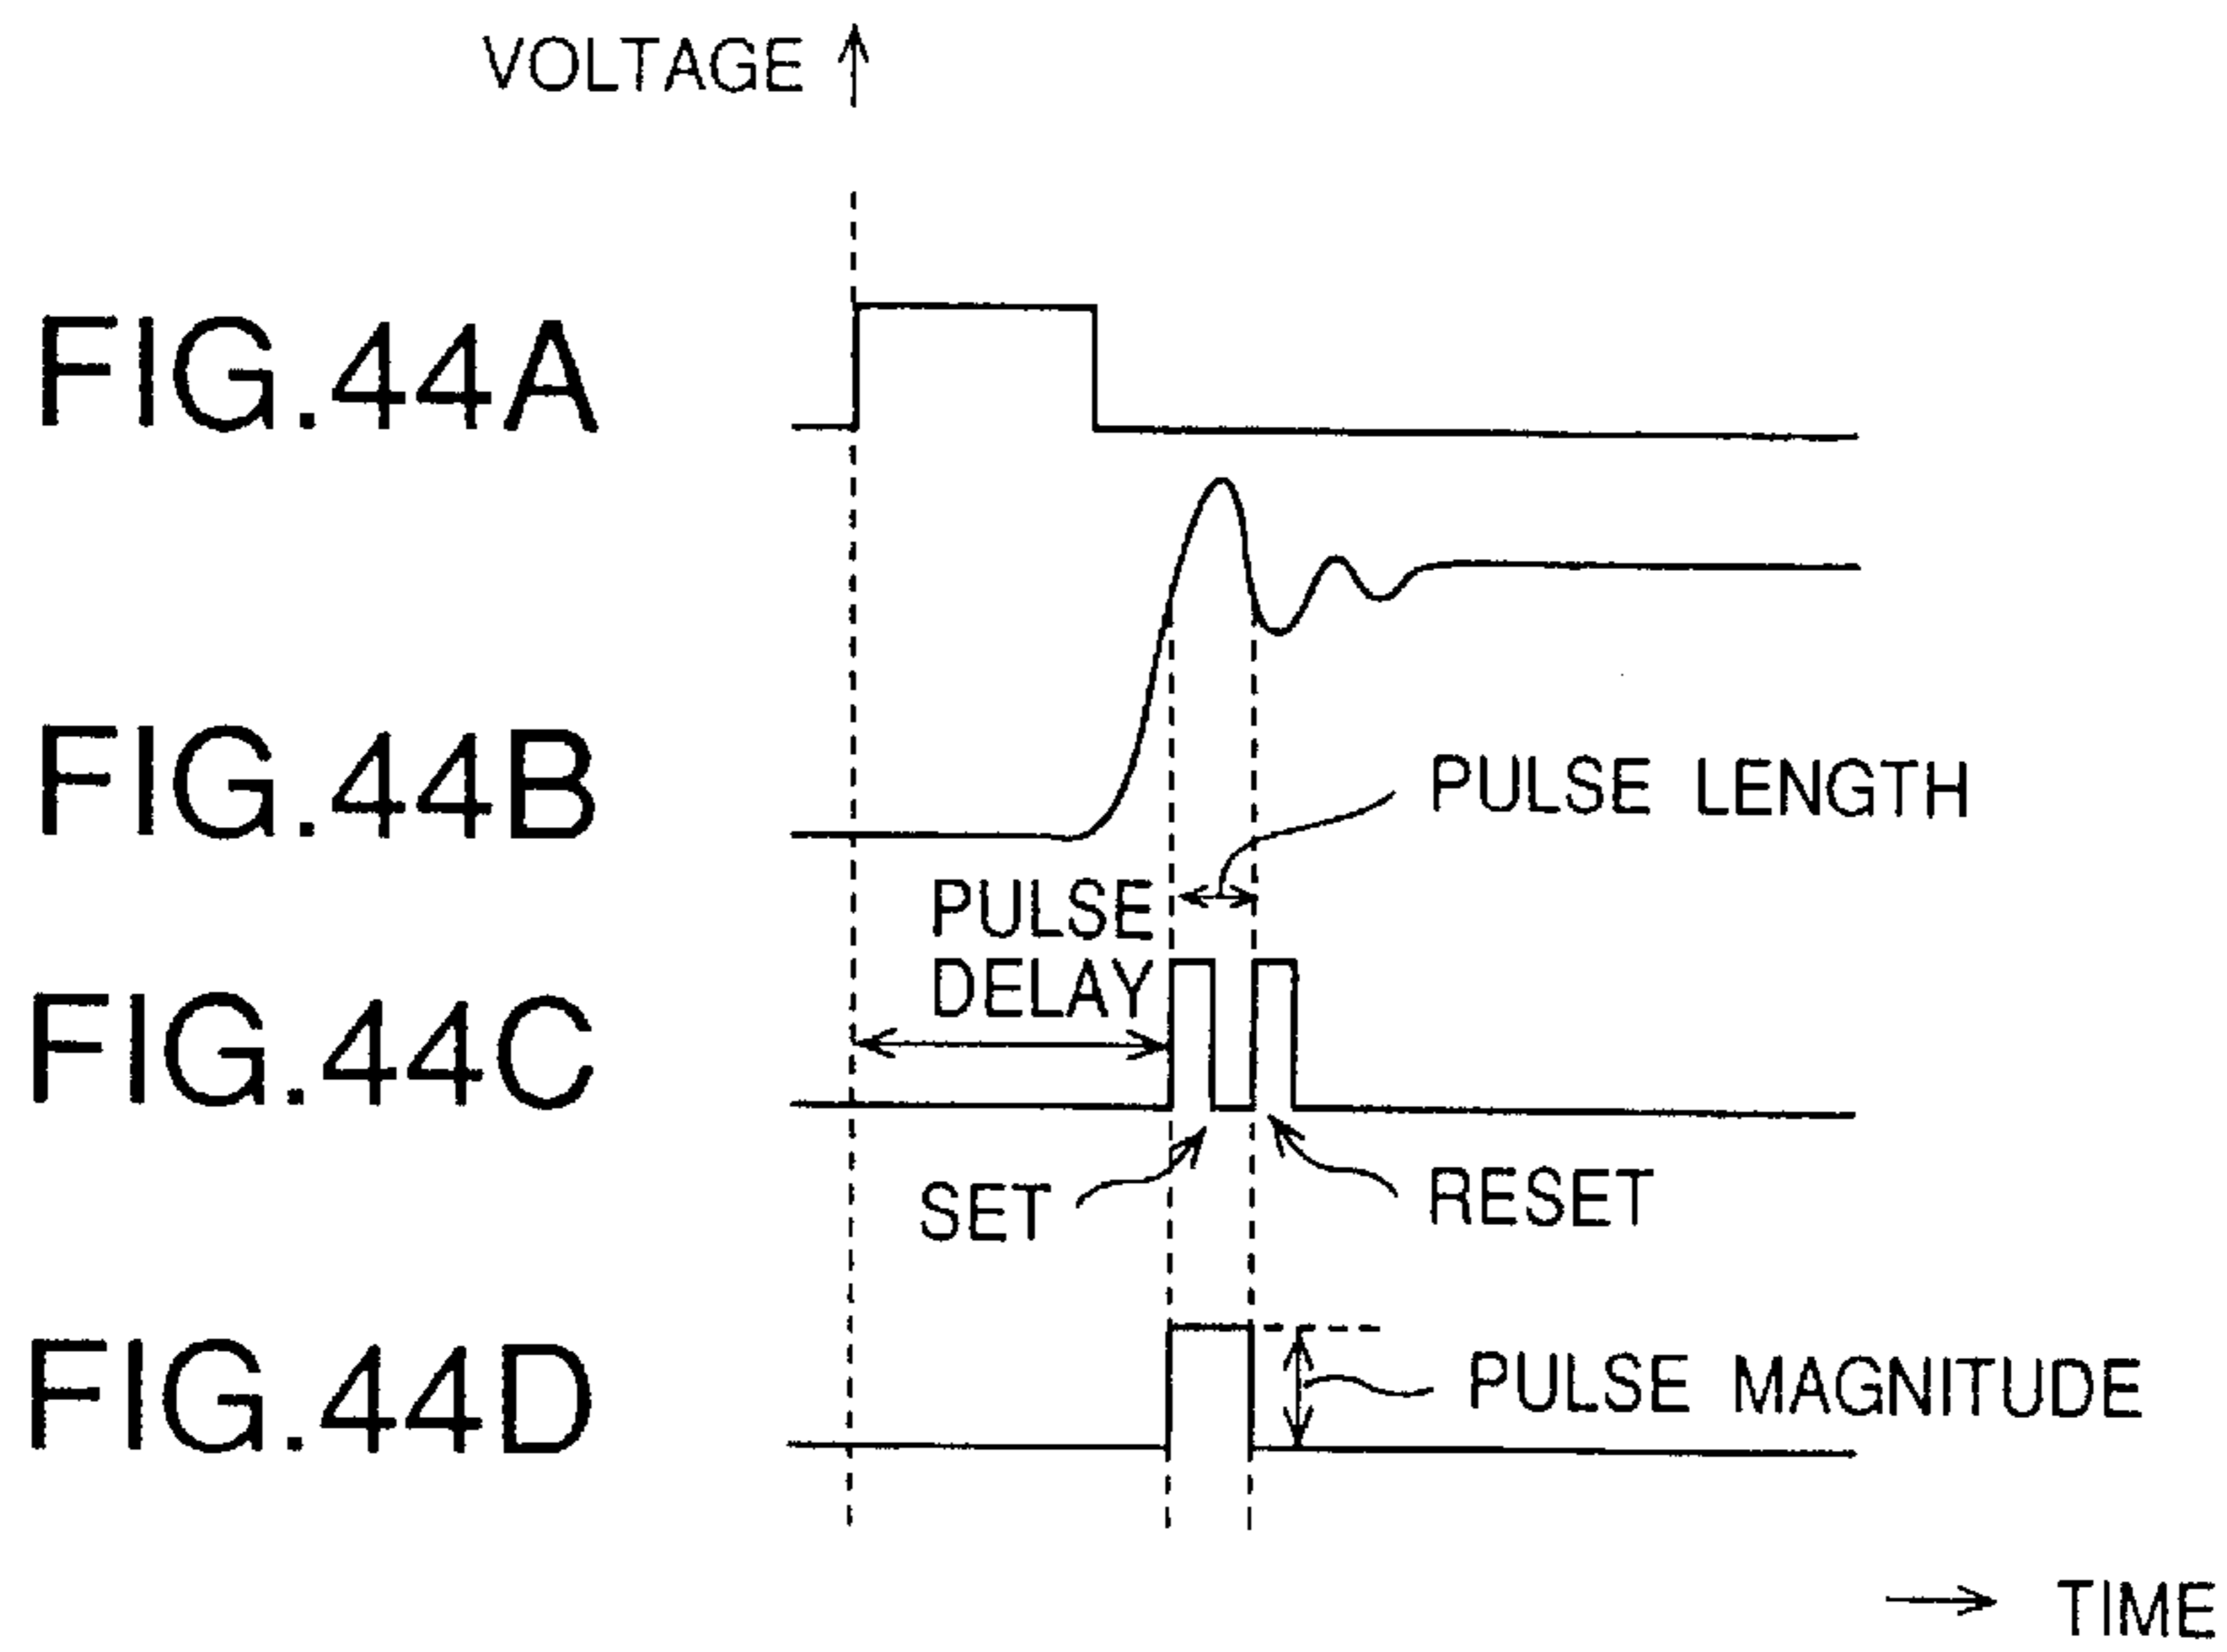 VOLTAGE
FIG.44A
FIG.44B
PULSE LENGTH
PULSE
DELAY
FIG.44C
SET
RESET
FIG.44D
PULSE MAGNITUDE
TIME